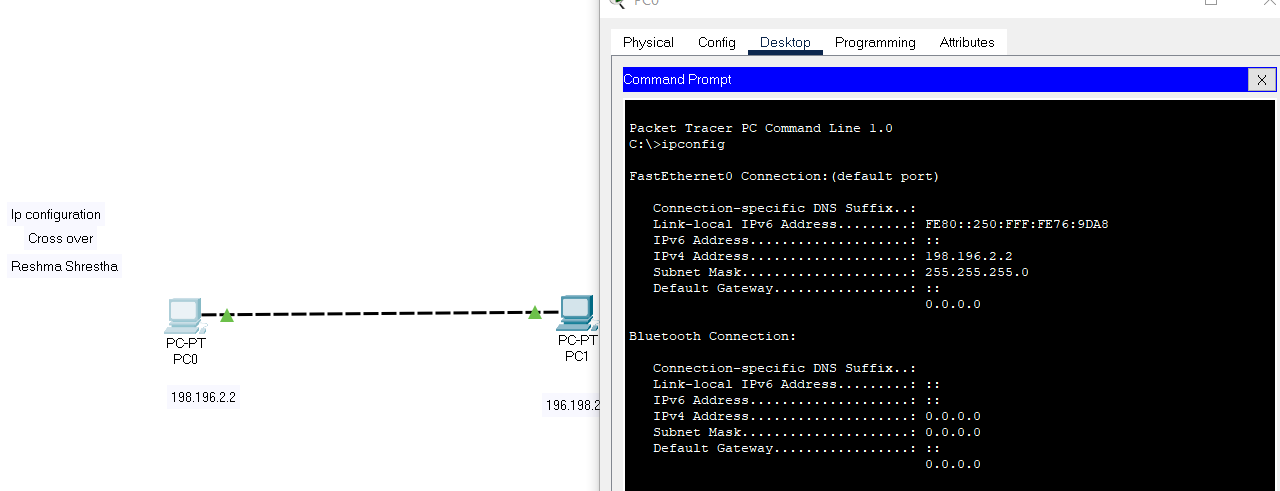 PC0
Physical Config Desktop Programming Attributes
Command Prompt X
Packet Tracer PC Command Line 1.0
C:\>ipconfig
FastEthernet0 Connection:(default port)
Connection-specific DNS Suffix..:
Link-local IPv6 Address.........: FE80::250:FFF:FE76:9DA8
IPv6 Address....................: ::
IPv4 Address....................: 198.196.2.2
Subnet Mask.....................: 255.255.255.0
Default Gateway.................: ::
0.0.0.0
Bluetooth Connection:
Connection-specific DNS Suffix..:
Link-local IPv6 Address.........: ::
IPv6 Address....................: ::
IPv4 Address....................: 0.0.0.0
Subnet Mask.....................: 0.0.0.0
Default Gateway.................: ::
0.0.0.0
Ip configuration
Cross over
Reshma Shrestha
PC-PT
PC0
198.196.2.2
PC-PT
PC1
196.198.2